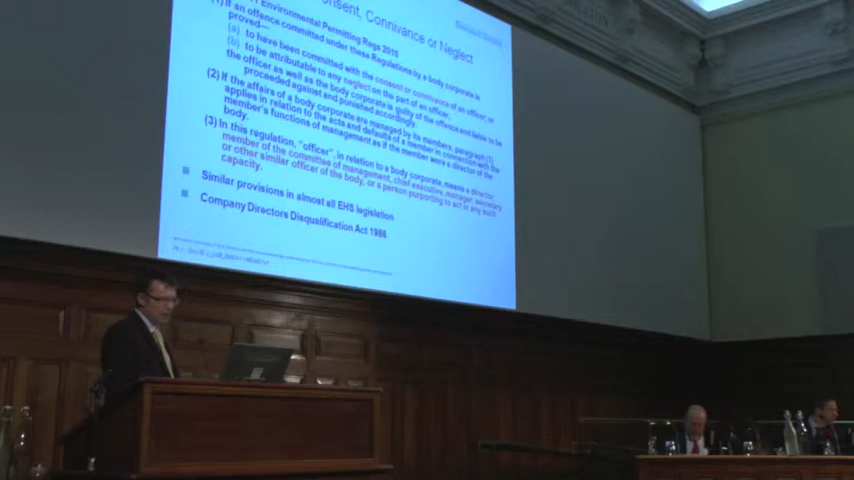 onsent, Connivance or Neglect
Environmental Permitting Regs 2010
(1) If an offence committed under these Regulations by a body corporate is
proved—
(a) to have been committed with the consent or connivance of an officer, or
(b) to be attributable to any neglect on the part of an officer,
the officer as well as the body corporate is guilty of the offence and liable to be
proceeded against and punished accordingly.
(2) If the affairs of a body corporate are managed by its members, paragraph (1)
applies in relation to the acts and defaults of a member in connection with the
member's functions of management as if the member were a director of the
body.
(3) In this regulation, "officer", in relation to a body corporate, means a director,
member of the committee of management, chief executive, manager, secretary
or other similar officer of the body, or a person purporting to act in any such
capacity.
Similar provisions in almost all EHS legislation
Company Directors Disqualification Act 1986